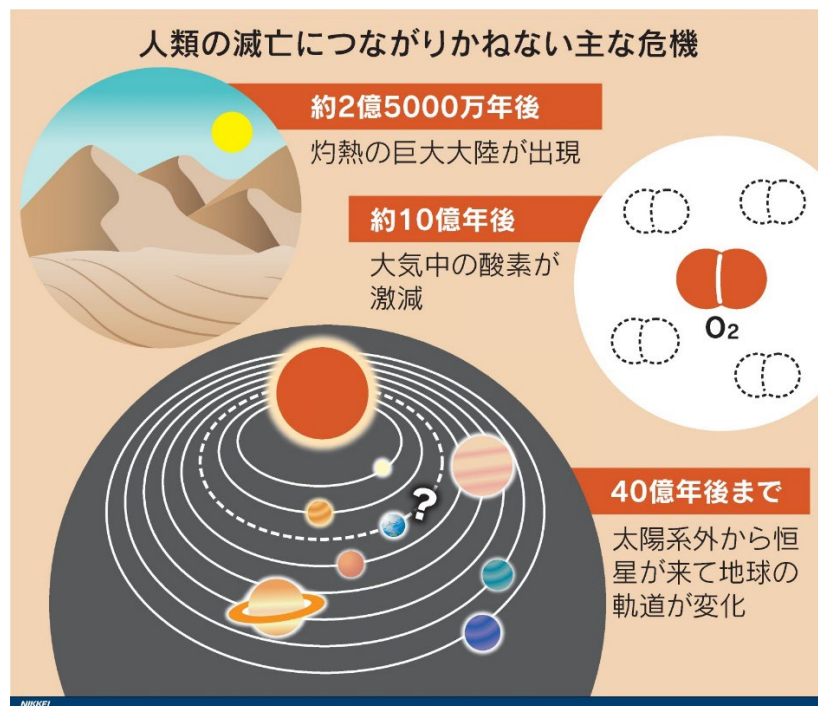 人類の滅亡につながりかねない主な危機
約2億5000万年後
灼熱の巨大大陸が出現
約10億年後
大気中の酸素が
激減
O₂
?
40億年後まで
太陽系外から恒
星が来て地球の
軌道が変化
NIKKEI